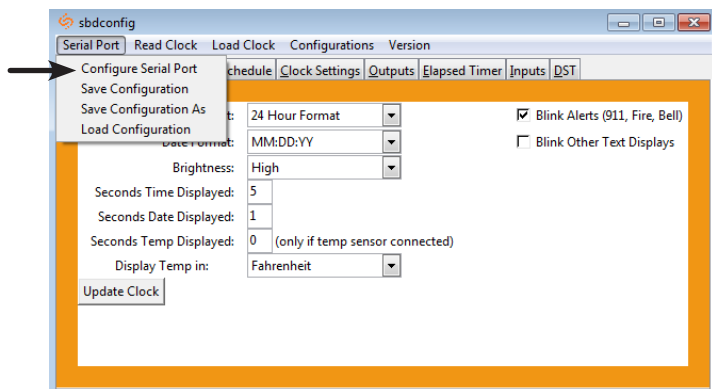 sbdconfig
Serial Port Read Clock Load Clock Configurations Version
Configure Serial Port
Save Configuration
Save Configuration As
Load Configuration
chedule Clock Settings Outputs Elapsed Timer Inputs DST
t: 24 Hour Format
Blink Alerts (911, Fire, Bell)
Date Format: MM:DD:YY
Blink Other Text Displays
Brightness: High
Seconds Time Displayed: 5
Seconds Date Displayed: 1
Seconds Temp Displayed: 0 (only if temp sensor connected)
Display Temp in: Fahrenheit
Update Clock